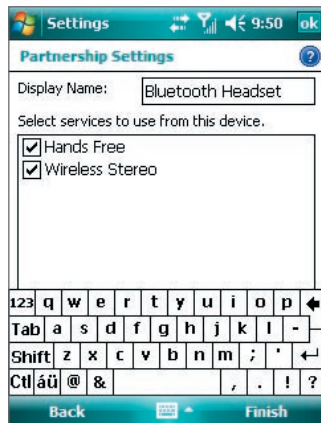 Settings 9:50 ok
Partnership Settings ?
Display Name: Bluetooth Headset
Select services to use from this device.
Hands Free
Wireless Stereo
123 q w e r t y u i o p
Tab a s d f g h j k l -
Shift z x c v b n m ; '
Ctl áü @ & , . ! ?
Back Finish